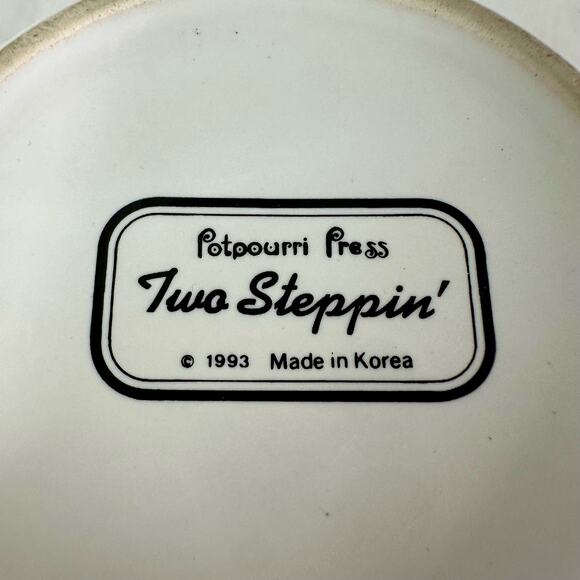 Potpourri Press
Two Steppin'
© 1993 Made in Korea